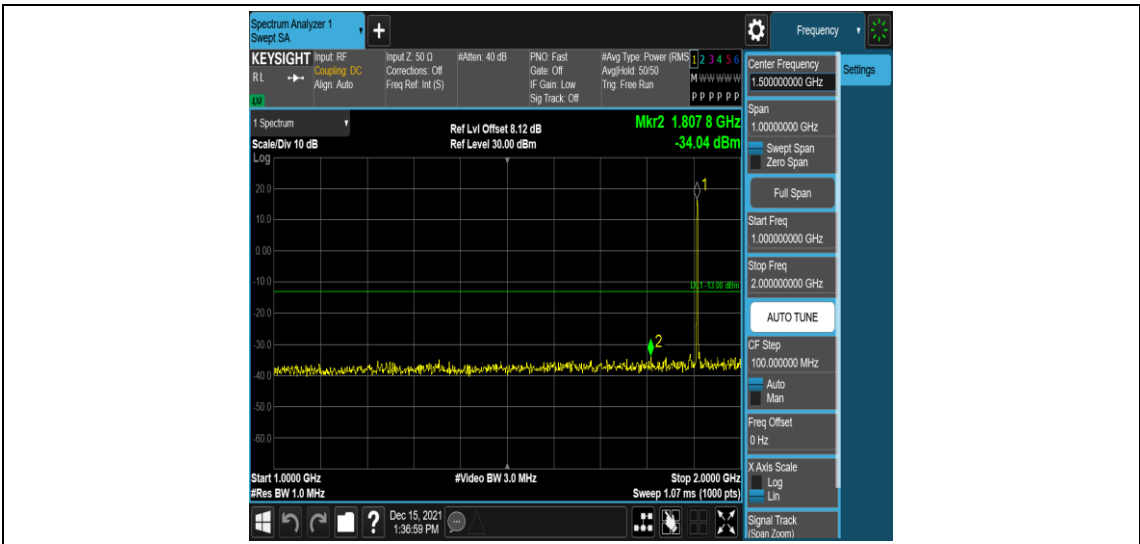 Spectrum Analyzer 1
Swept SA
+
Frequency
KEYSIGHT
RL
LXI
Input: RF
Coupling: DC
Align: Auto
Input Z: 50 Ω
Corrections: Off
Freq Ref: Int (S)
#Atten: 40 dB
PNO: Fast
Gate: Off
IF Gain: Low
Sig Track: Off
#Avg Type: Power (RMS
Avg|Hold: 50/50
Trig: Free Run
1 2 3 4 5 6
M W W W W W
P P P P P P
1 Spectrum
Scale/Div 10 dB
Log
Ref Lvl Offset 8.12 dB
Ref Level 30.00 dBm
Mkr2 1.807 8 GHz
-34.04 dBm
20.0
10.0
0.00
-10.0
-20.0
-30.0
-40.0
-50.0
-60.0
1
DL1 -13.00 dBm
2
Start 1.0000 GHz
#Res BW 1.0 MHz
#Video BW 3.0 MHz
Stop 2.0000 GHz
Sweep 1.07 ms (1000 pts)
?
Dec 15, 2021
1:36:59 PM
Center Frequency
1.500000000 GHz
Settings
Span
1.00000000 GHz
Swept Span
Zero Span
Full Span
Start Freq
1.000000000 GHz
Stop Freq
2.000000000 GHz
AUTO TUNE
CF Step
100.000000 MHz
Auto
Man
Freq Offset
0 Hz
X Axis Scale
Log
Lin
Signal Track
(Span Zoom)